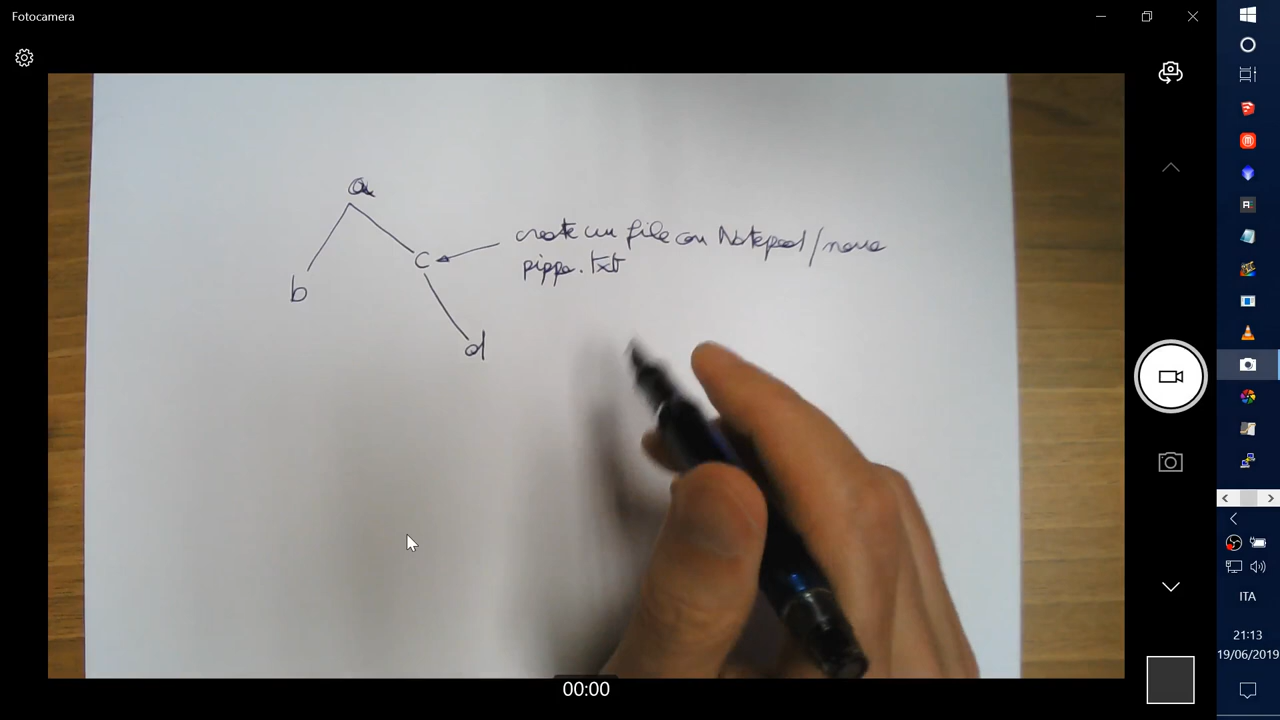 Fotocamera
a
create un file con Notepad/nano
c
pippo.txt
b
d
00:00
ITA
21:13
19/06/2019